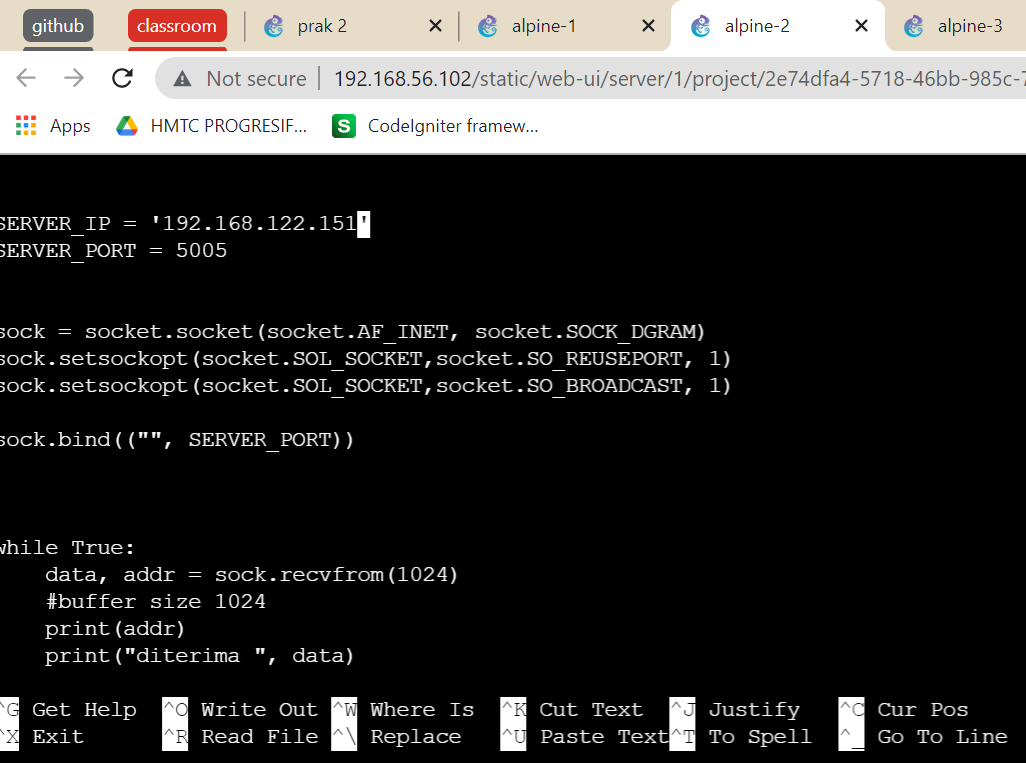 github classroom prak 2 alpine-1 alpine-2 alpine-3
Not secure 192.168.56.102/static/web-ui/server/1/project/2e74dfa4-5718-46bb-985c-7
Apps HMTC PROGRESIF... S CodeIgniter framew...
SERVER_IP = '192.168.122.151'
SERVER_PORT = 5005
sock = socket.socket(socket.AF_INET, socket.SOCK_DGRAM)
sock.setsockopt(socket.SOL_SOCKET,socket.SO_REUSEPORT, 1)
sock.setsockopt(socket.SOL_SOCKET,socket.SO_BROADCAST, 1)
sock.bind(("", SERVER_PORT))
while True:
    data, addr = sock.recvfrom(1024)
    #buffer size 1024
    print(addr)
    print("diterima ", data)
^G Get Help ^O Write Out ^W Where Is ^K Cut Text ^J Justify ^C Cur Pos
^X Exit ^R Read File ^\ Replace ^U Paste Text ^T To Spell ^_ Go To Line